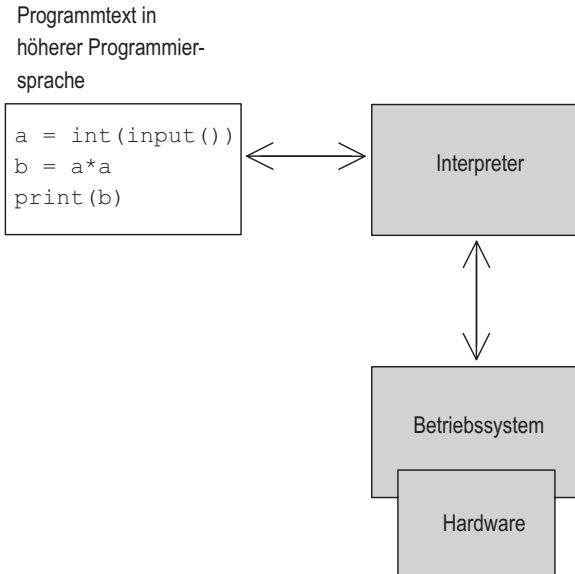 Programmtext in
höherer Programmier-
sprache
a = int(input())
b = a*a
print(b)
Interpreter
Betriebssystem
Hardware